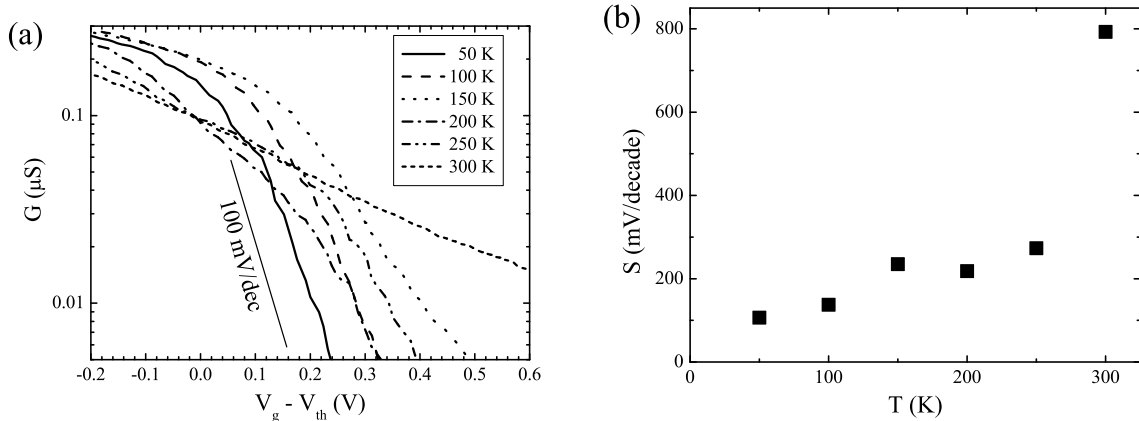 (a)
G (μS)
0.1
0.01
50 K
100 K
150 K
200 K
250 K
300 K
100 mV/dec
-0.2 -0.1 0.0 0.1 0.2 0.3 0.4 0.5 0.6
V_g - V_th (V)
(b)
S (mV/decade)
800
600
400
200
0
0 100 200 300
T (K)